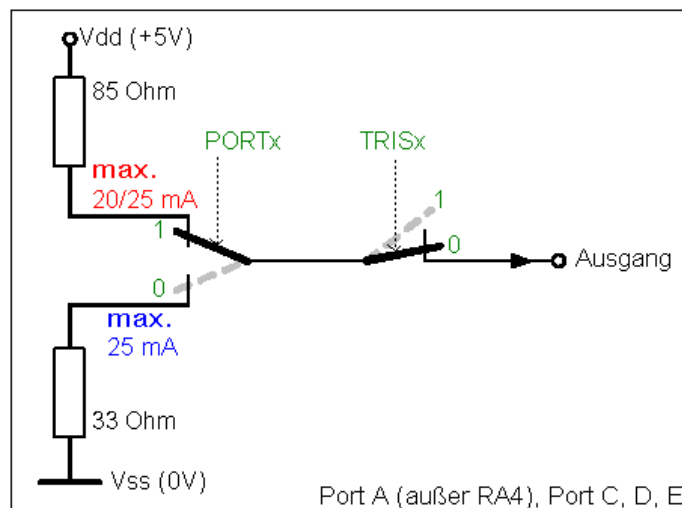 Vdd (+5V)
85 Ohm
PORTx
TRISx
max.
20/25 mA
1
1
0
Ausgang
0
max.
25 mA
33 Ohm
Vss (0V)
Port A (außer RA4), Port C, D, E